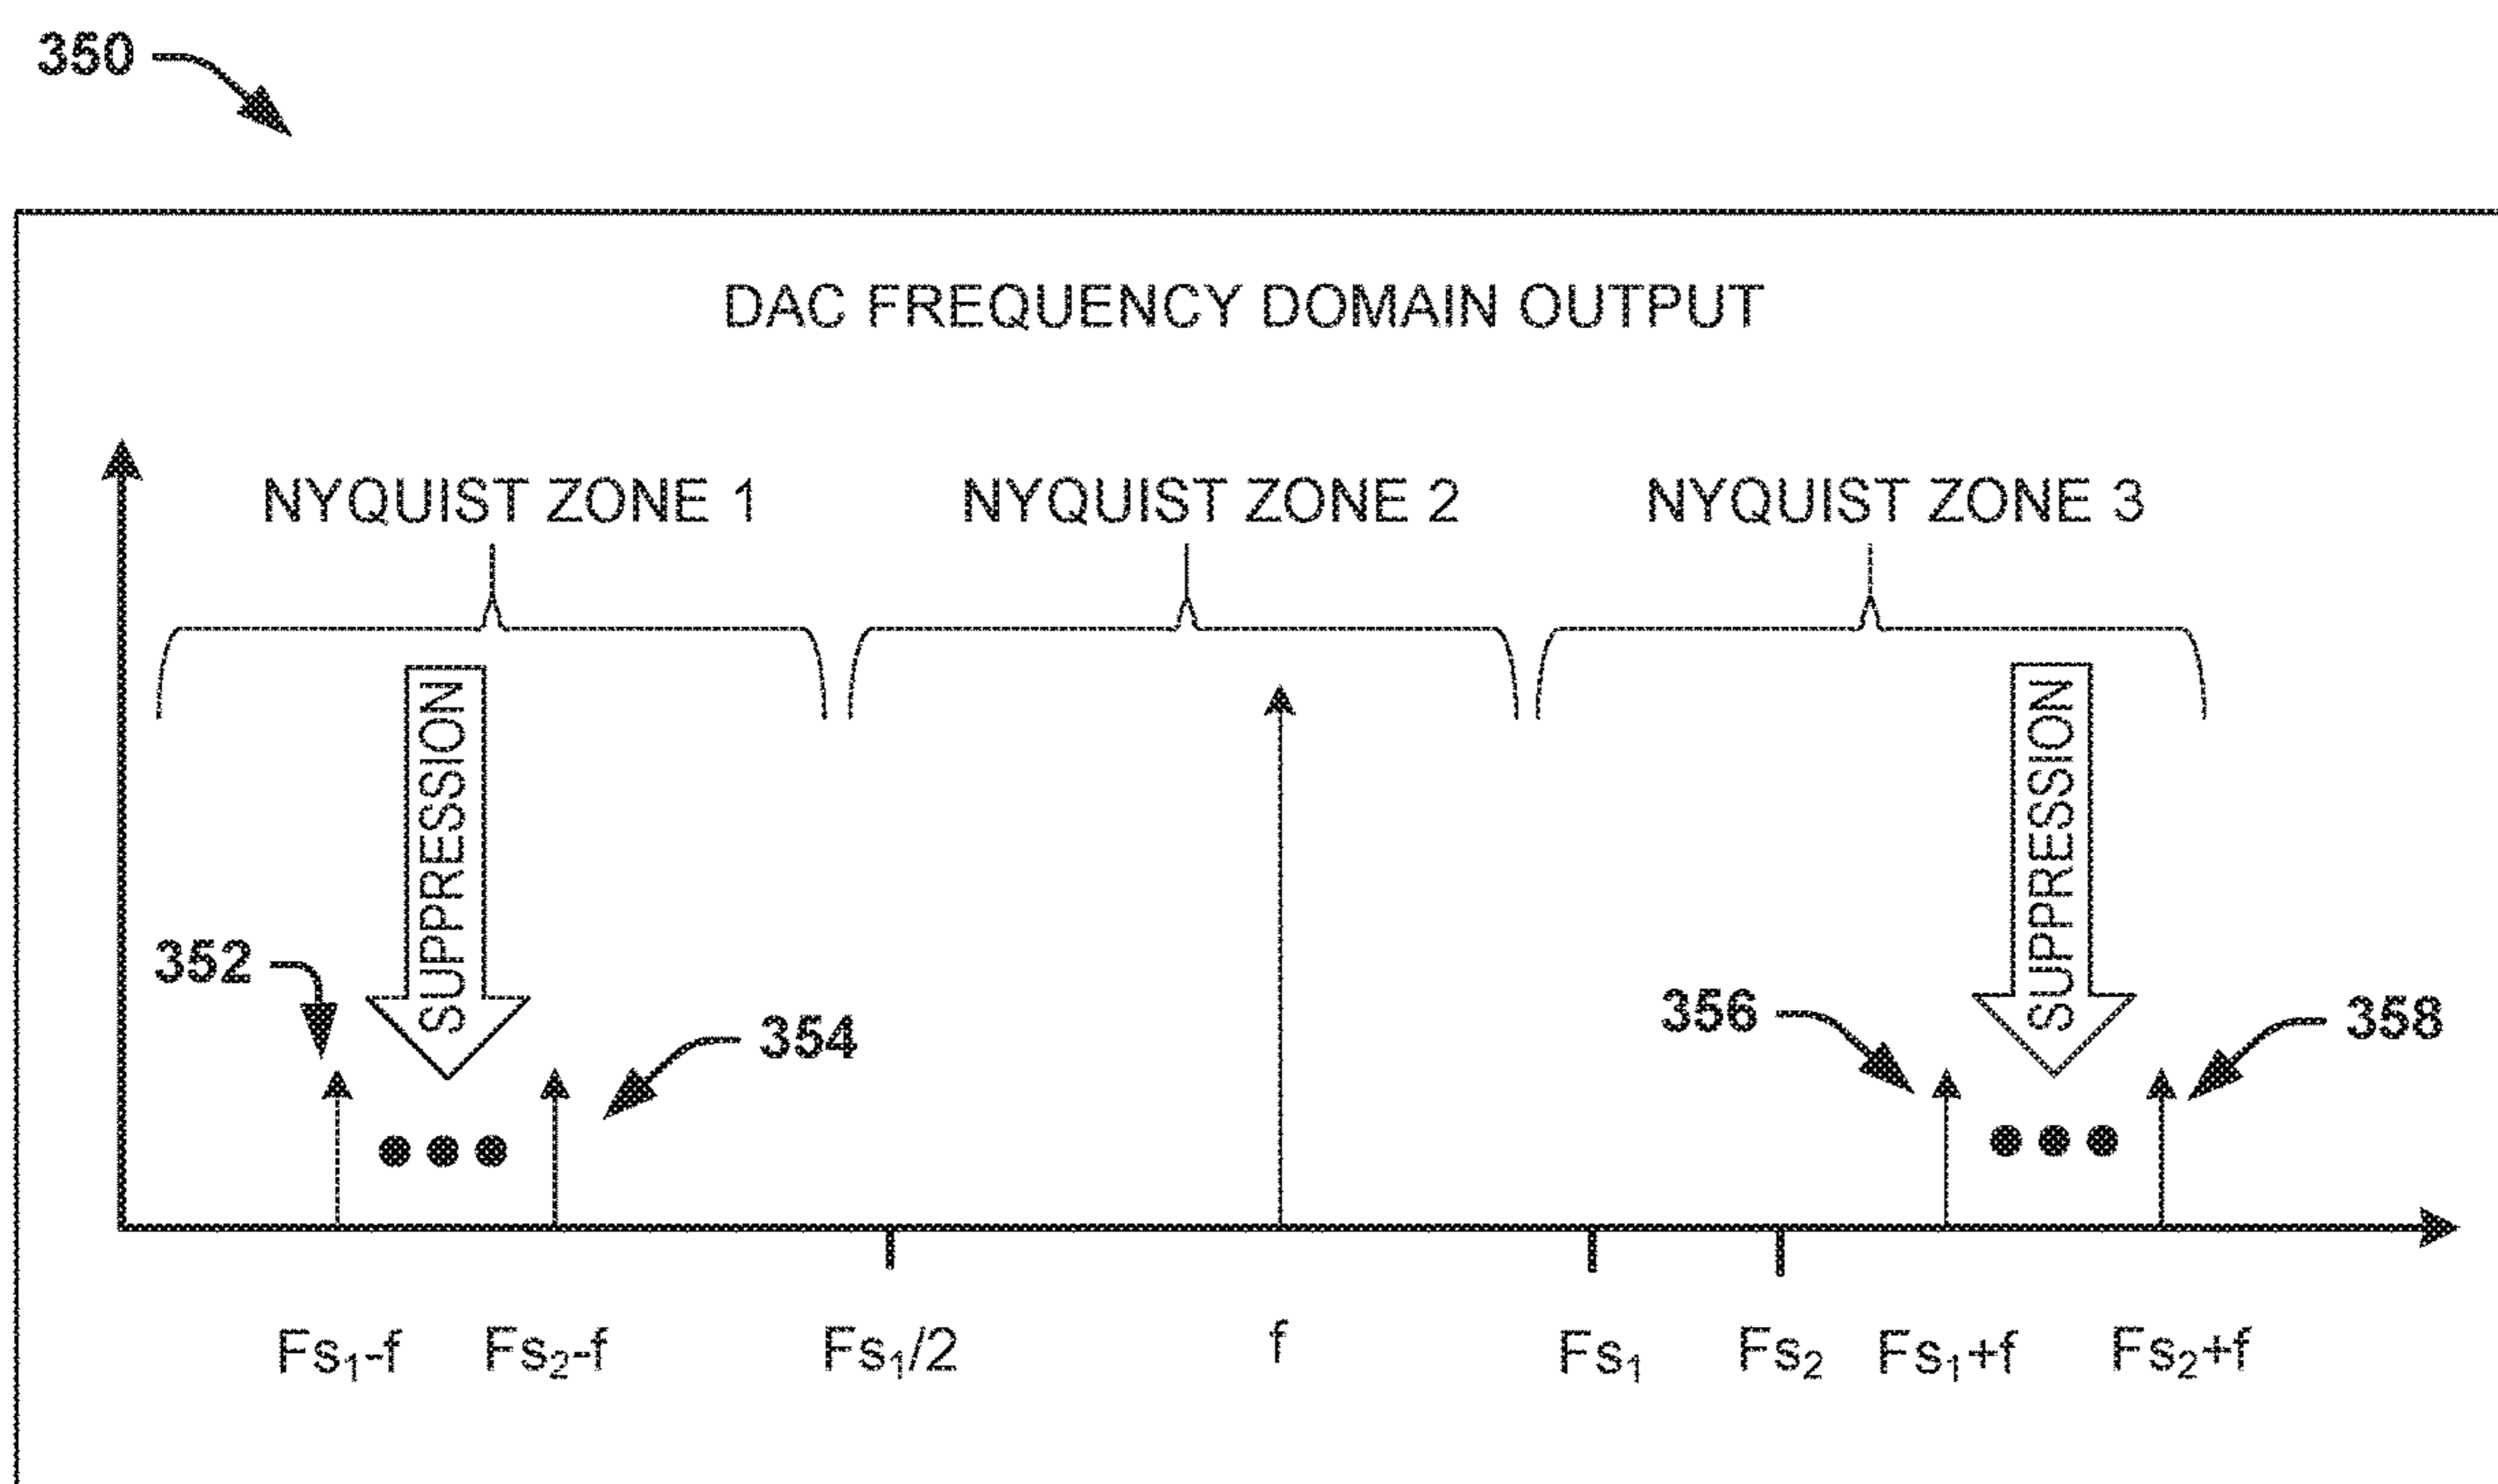 350
DAC FREQUENCY DOMAIN OUTPUT
NYQUIST ZONE 1 NYQUIST ZONE 2 NYQUIST ZONE 3
SUPPRESSION SUPPRESSION
352 354 356 358
Fs₁-f Fs₂-f Fs₁/2 f Fs₁ Fs₂ Fs₁+f Fs₂+f